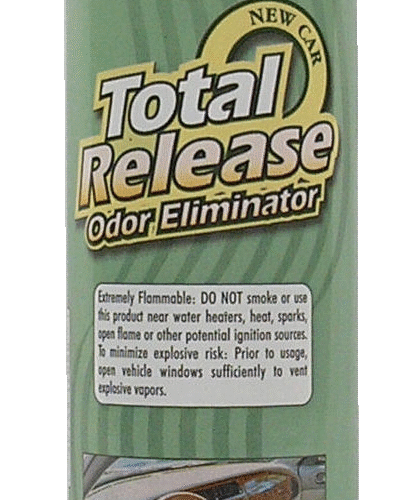 NEW CAR
Total
Release
Odor Eliminator
Extremely Flammable: DO NOT smoke or use
this product near water heaters, heat, sparks,
open flame or other potential ignition sources.
To minimize explosive risk: Prior to usage,
open vehicle windows sufficiently to vent
explosive vapors.